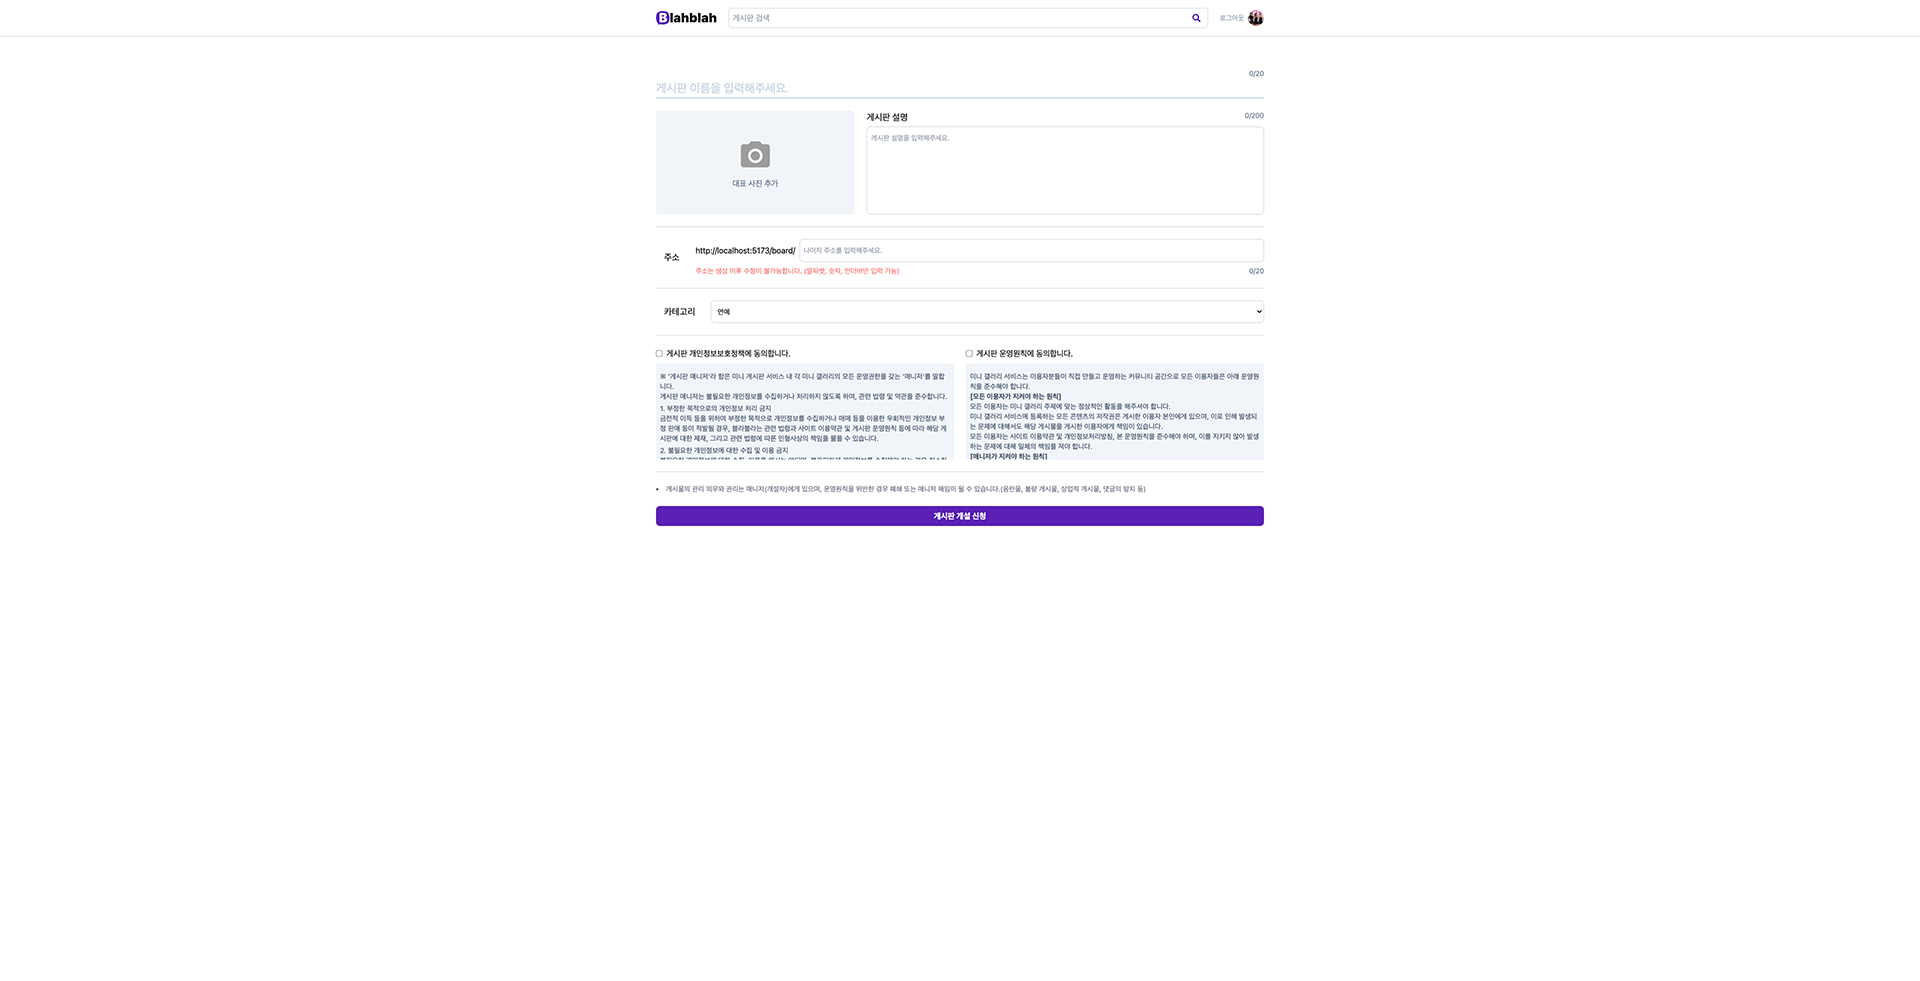 Blahblah
게시판 검색
로그아웃
0/20
게시판 이름을 입력해주세요.
대표 사진 추가
게시판 설명
0/200
게시판 설명을 입력해주세요.
주소
http://localhost:5173/board/
나머지 주소를 입력해주세요.
주소는 생성 이후 수정이 불가능합니다. (알파벳, 숫자, 언더바만 입력 가능)
0/20
카테고리
연예
게시판 개인정보보호정책에 동의합니다.
※ '게시판 매니저'라 함은 미니 게시판 서비스 내 각 미니 갤러리의 모든 운영권한을 갖는 '매니저'를 말합
니다.
게시판 매니저는 불필요한 개인정보를 수집하거나 처리하지 않도록 하며, 관련 법령 및 약관을 준수합니다.
1. 부정한 목적으로의 개인정보 처리 금지
금전적 이득 등을 위하여 부정한 목적으로 개인정보를 수집하거나 매매 등을 이용한 우회적인 개인정보 부
정 판매 등이 적발될 경우, 블라블라는 관련 법령과 사이트 이용약관 및 게시판 운영원칙 등에 따라 해당 게
시판에 대한 제재, 그리고 관련 법령에 따른 민형사상의 책임을 물을 수 있습니다.
2. 불필요한 개인정보에 대한 수집 및 이용 금지
게시판 운영원칙에 동의합니다.
미니 갤러리 서비스는 이용자분들이 직접 만들고 운영하는 커뮤니티 공간으로 모든 이용자들은 아래 운영원
칙을 준수해야 합니다.
[모든 이용자가 지켜야 하는 원칙]
모든 이용자는 미니 갤러리 주제에 맞는 정상적인 활동을 해주셔야 합니다.
미니 갤러리 서비스에 등록하는 모든 콘텐츠의 저작권은 게시한 이용자 본인에게 있으며, 이로 인해 발생되
는 문제에 대해서도 해당 게시물을 게시한 이용자에게 책임이 있습니다.
모든 이용자는 사이트 이용약관 및 개인정보처리방침, 본 운영원칙을 준수해야 하며, 이를 지키지 않아 발생
하는 문제에 대해 일체의 책임을 져야 합니다.
[매니저가 지켜야 하는 원칙]
• 게시물의 관리 의무와 권리는 매니저(개설자)에게 있으며, 운영원칙을 위반한 경우 폐쇄 또는 매니저 해임이 될 수 있습니다.(음란물, 불량 게시물, 상업적 게시물, 댓글의 방치 등)
게시판 개설 신청